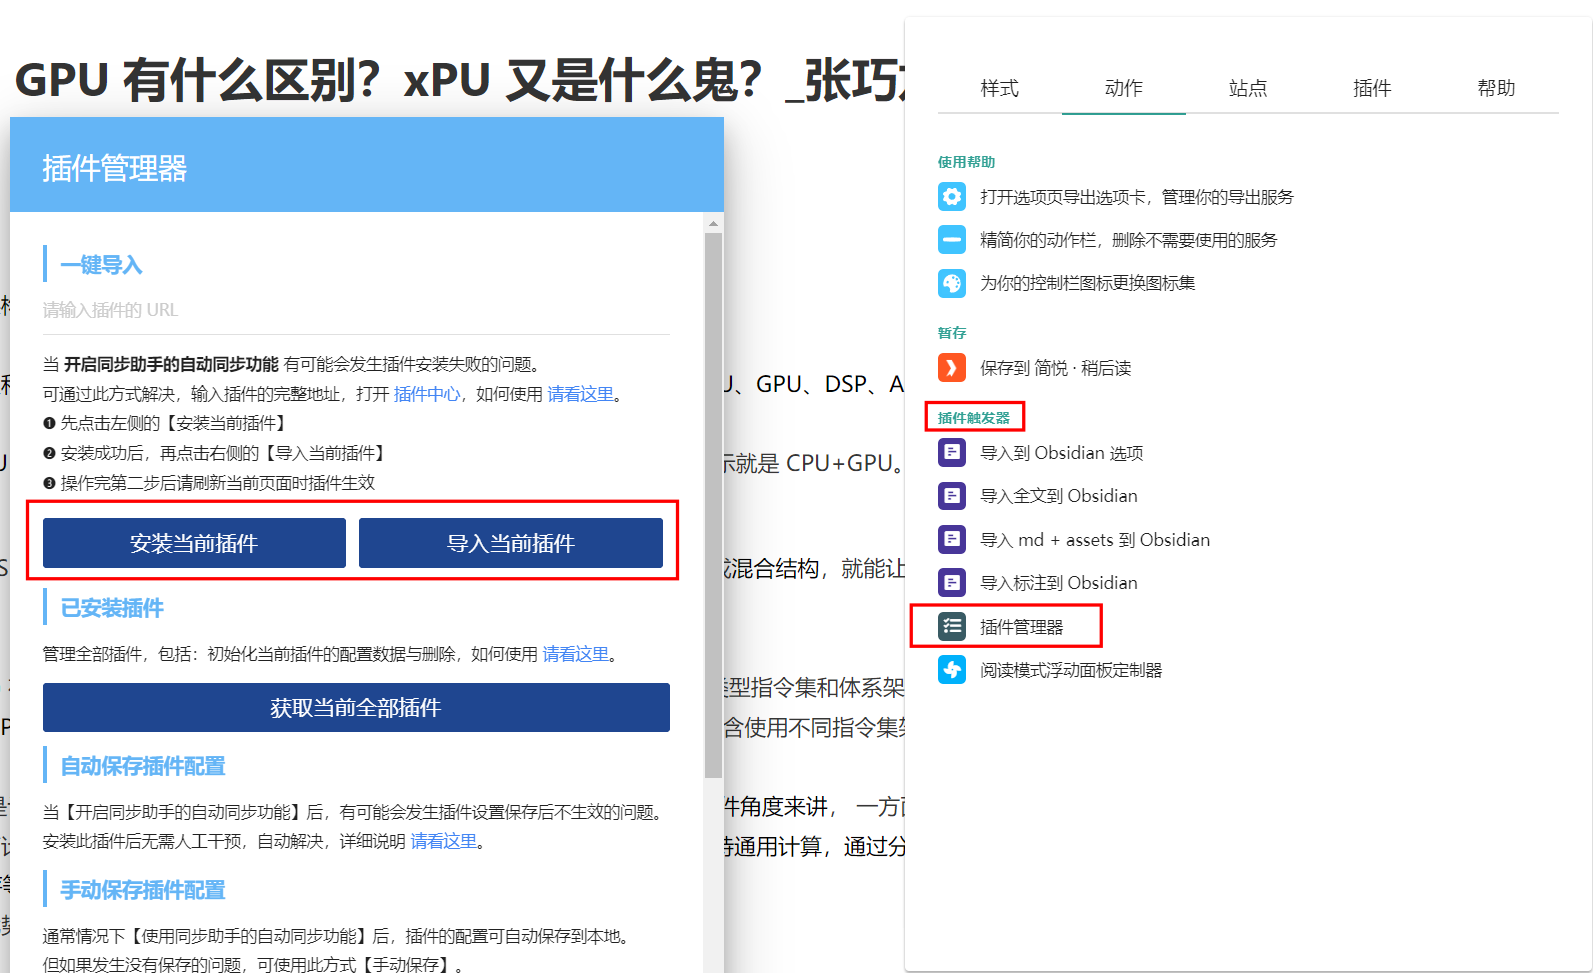 GPU 有什么区别？xPU 又是什么鬼？_张巧
插件管理器
一键导入
请输入插件的 URL
当 开启同步助手的自动同步功能 有可能会发生插件安装失败的问题。
可通过此方式解决，输入插件的完整地址，打开 插件中心，如何使用 请看这里。
❶ 先点击左侧的【安装当前插件】
❷ 安装成功后，再点击右侧的【导入当前插件】
❸ 操作完第二步后请刷新当前页面时插件生效
安装当前插件
导入当前插件
已安装插件
管理全部插件，包括：初始化当前插件的配置数据与删除，如何使用 请看这里。
获取当前全部插件
自动保存插件配置
当【开启同步助手的自动同步功能】后，有可能会发生插件设置保存后不生效的问题。
安装此插件后无需人工干预，自动解决，详细说明 请看这里。
手动保存插件配置
通常情况下【使用同步助手的自动同步功能】后，插件的配置可自动保存到本地。
但如果发生没有保存的问题，可使用此方式【手动保存】。
U、GPU、DSP、A
示就是 CPU+GPU。
混合结构，就能让
类型指令集和体系架
含使用不同指令集架
件角度来讲， 一方面
持通用计算，通过分
样式
动作
站点
插件
帮助
使用帮助
打开选项页导出选项卡，管理你的导出服务
精简你的动作栏，删除不需要使用的服务
为你的控制栏图标更换图标集
暂存
保存到 简悦 · 稍后读
插件触发器
导入到 Obsidian 选项
导入全文到 Obsidian
导入 md + assets 到 Obsidian
导入标注到 Obsidian
插件管理器
阅读模式浮动面板定制器